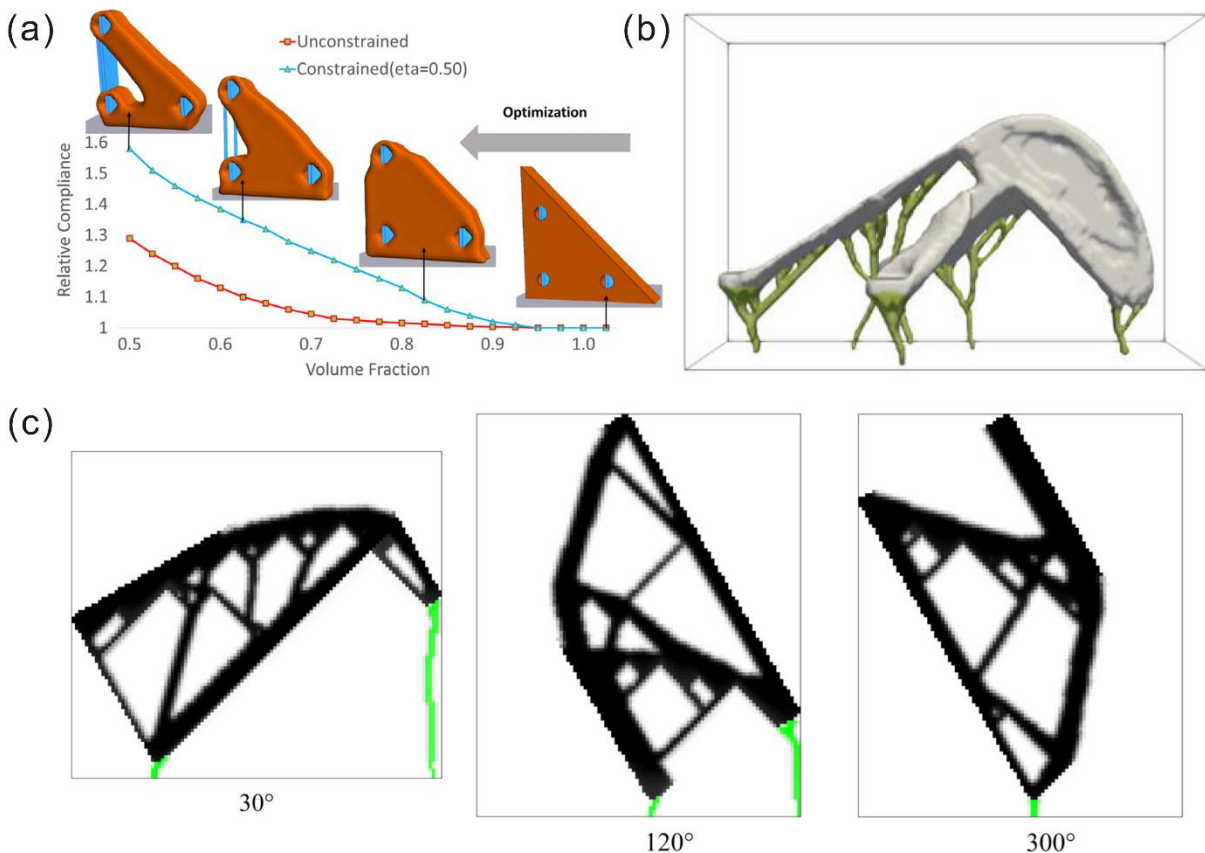 (a)
Unconstrained
Constrained(eta=0.50)
Optimization
Relative Compliance
1.6
1.5
1.4
1.3
1.2
1.1
1
0.5 0.6 0.7 0.8 0.9 1.0
Volume Fraction
(b)
(c)
30°
120°
300°